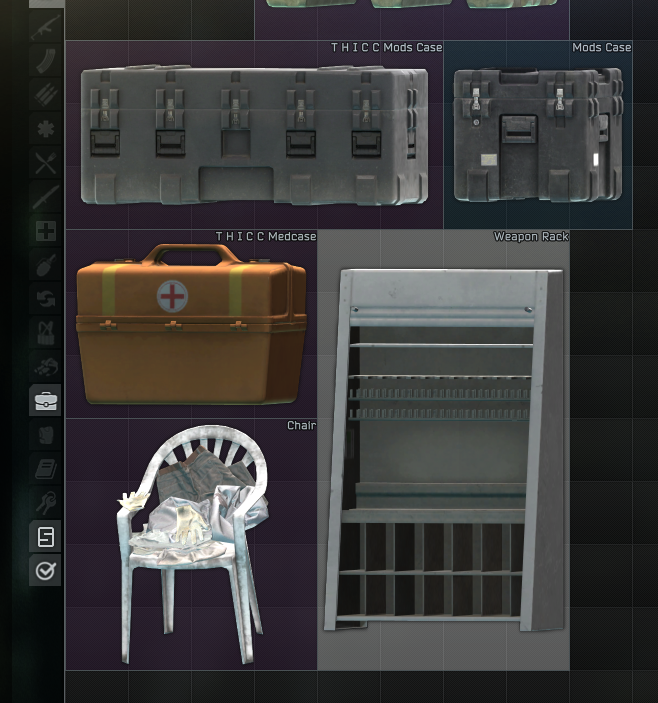 T H I C C Mods Case
Mods Case
T H I C C Medcase
Weapon Rack
Chair